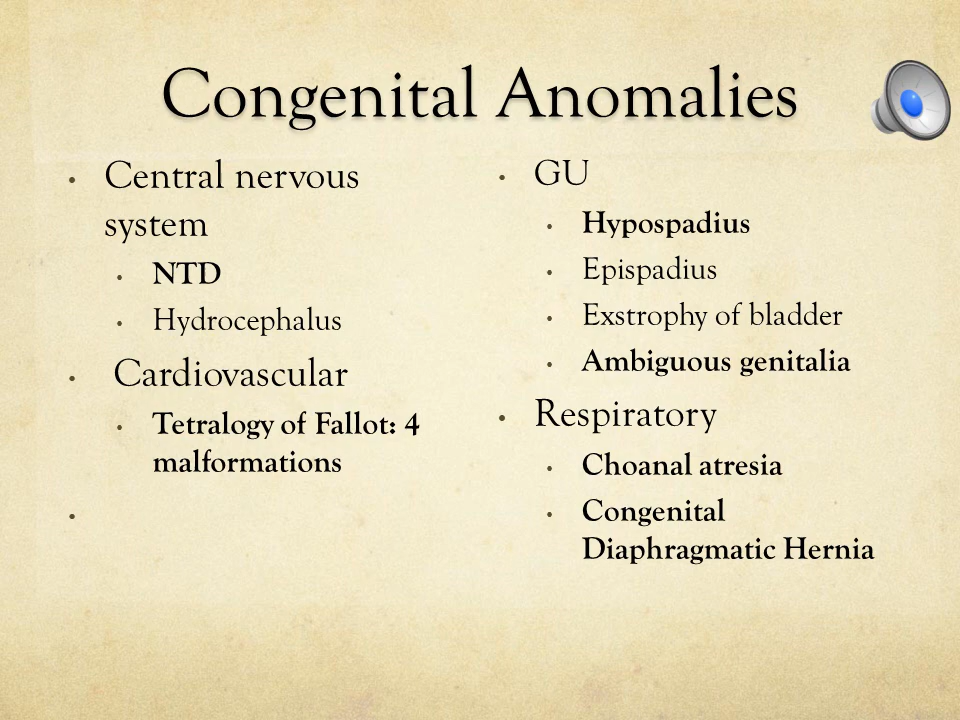 Congenital Anomalies
• Central nervous
system
• NTD
• Hydrocephalus
• Cardiovascular
• Tetralogy of Fallot: 4
malformations
•
• GU
• Hypospadius
• Epispadius
• Exstrophy of bladder
• Ambiguous genitalia
• Respiratory
• Choanal atresia
• Congenital
Diaphragmatic Hernia